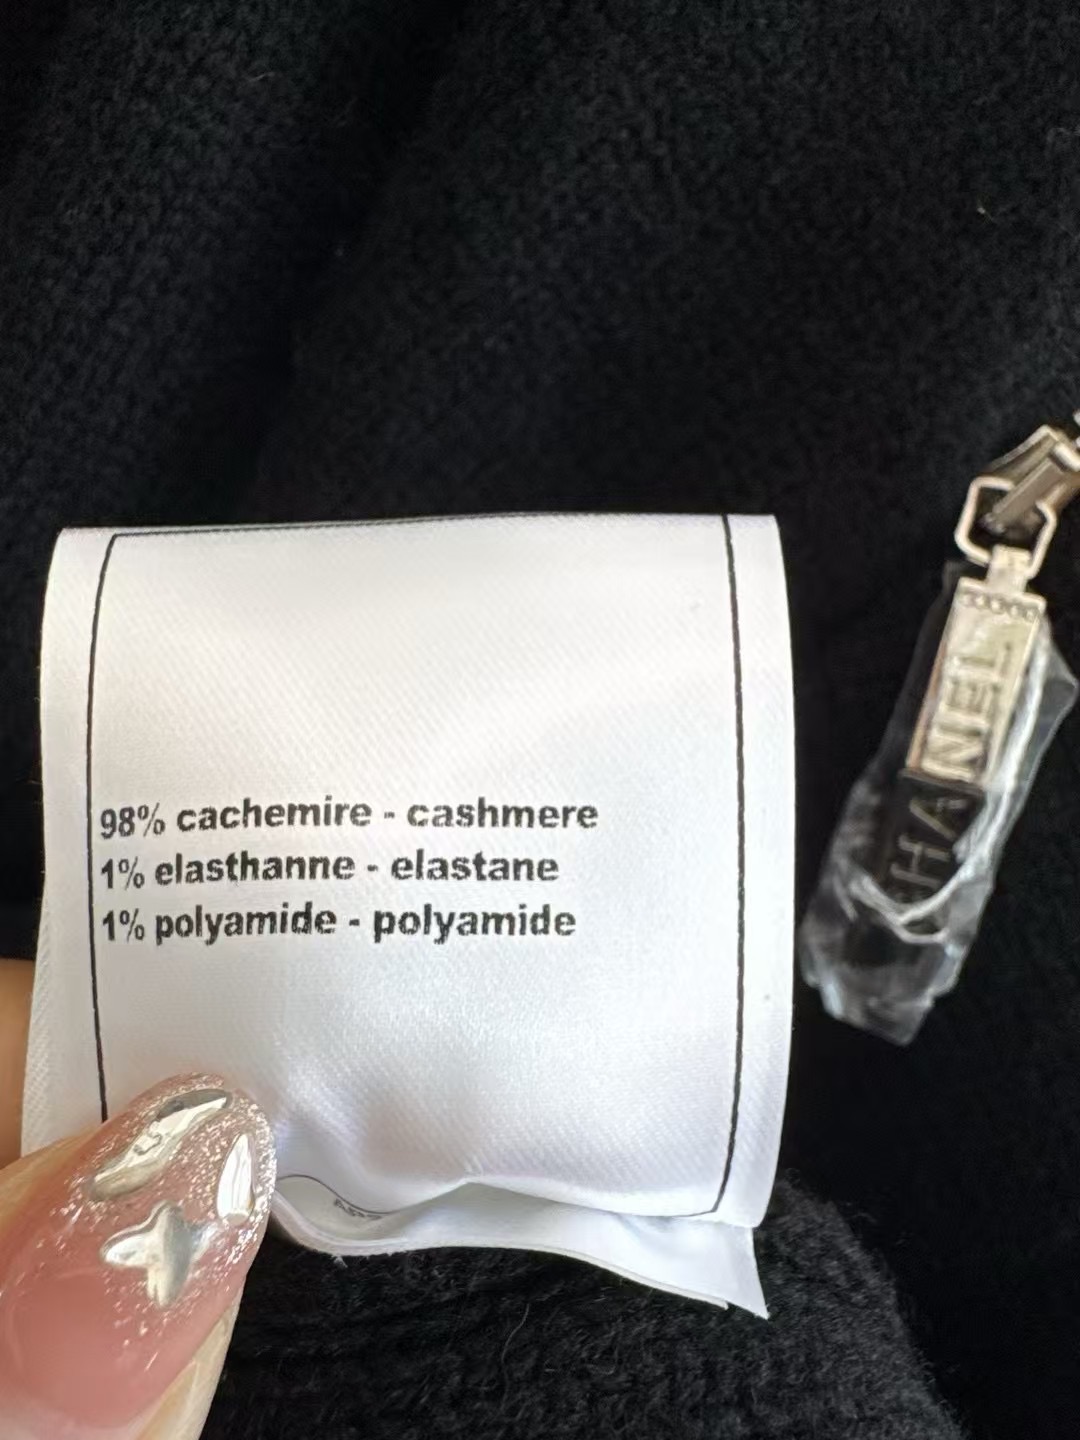 98% cachemire - cashmere
1% elasthanne - elastane
1% polyamide - polyamide
CHANEL